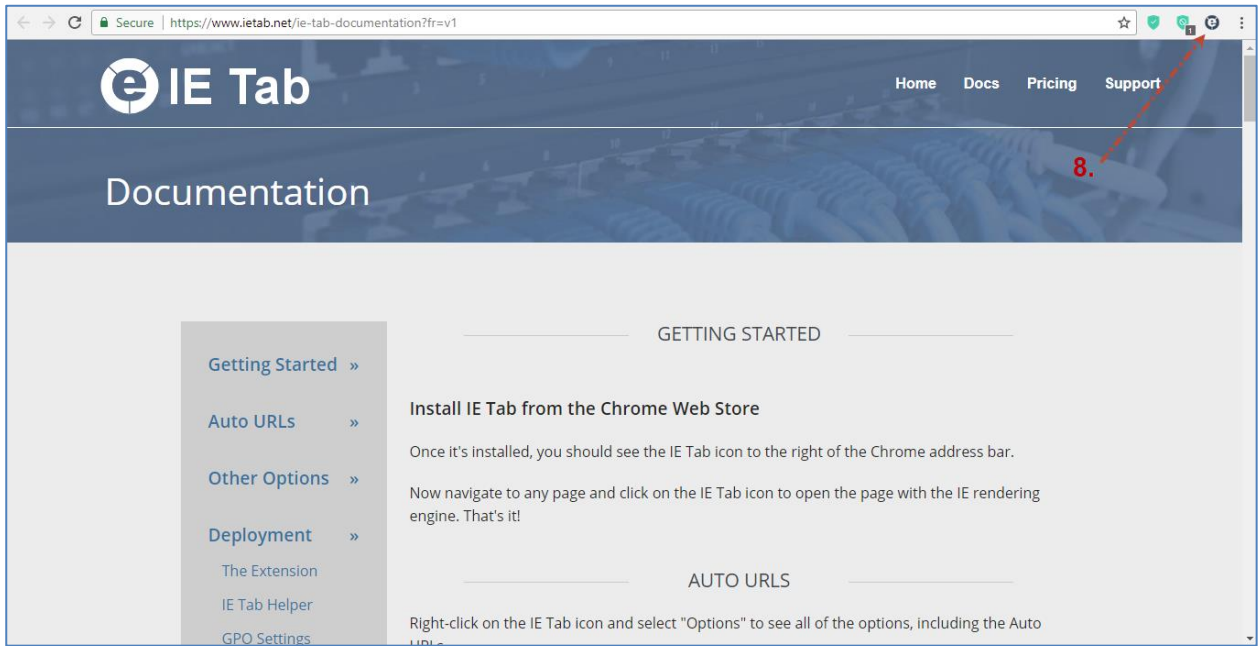 Secure | https://www.ietab.net/ie-tab-documentation?fr=v1
1
IE Tab
Home Docs Pricing Support
8.
Documentation
Getting Started »
Auto URLs »
Other Options »
Deployment »
The Extension
IE Tab Helper
GPO Settings
GETTING STARTED
Install IE Tab from the Chrome Web Store
Once it's installed, you should see the IE Tab icon to the right of the Chrome address bar.
Now navigate to any page and click on the IE Tab icon to open the page with the IE rendering
engine. That's it!
AUTO URLS
Right-click on the IE Tab icon and select "Options" to see all of the options, including the Auto
URLs